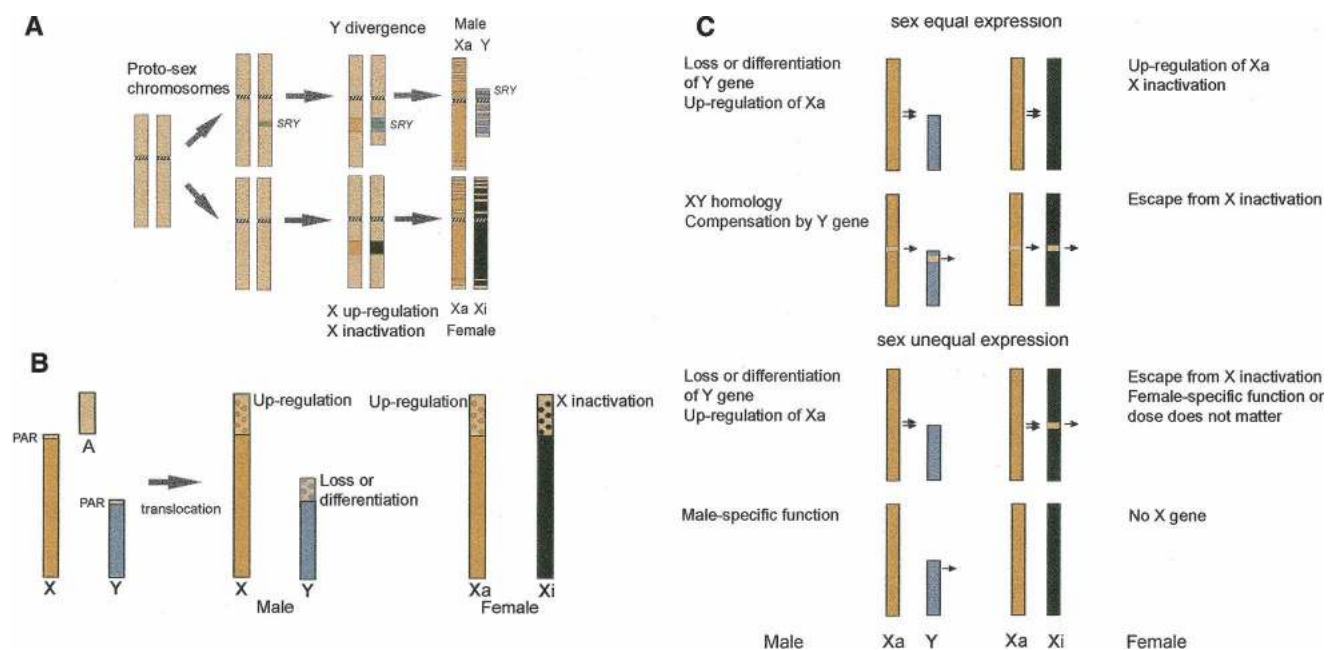 A
Y divergence
Male
Xa Y
Proto-sex
chromosomes
SRY
SRY
SRY
X up-regulation
X inactivation
Xa Xi
Female
B
PAR
A
Up-regulation
Up-regulation
X inactivation
PAR
translocation
Loss or
differentiation
X
Y
X
Y
Male
Xa
Xi
Female
C
sex equal expression
Loss or differentiation
of Y gene
Up-regulation of Xa
Up-regulation of Xa
X inactivation
XY homology
Compensation by Y gene
Escape from X inactivation
sex unequal expression
Loss or differentiation
of Y gene
Up-regulation of Xa
Escape from X inactivation
Female-specific function or
dose does not matter
Male-specific function
No X gene
Male
Xa
Y
Xa
Xi
Female